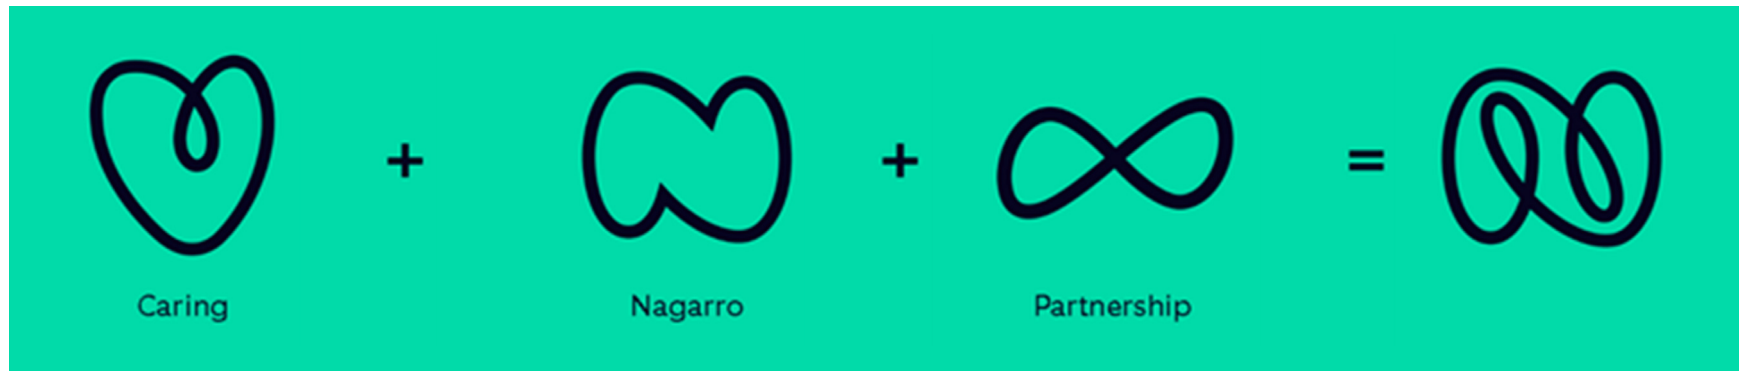 + + =
Caring Nagarro Partnership